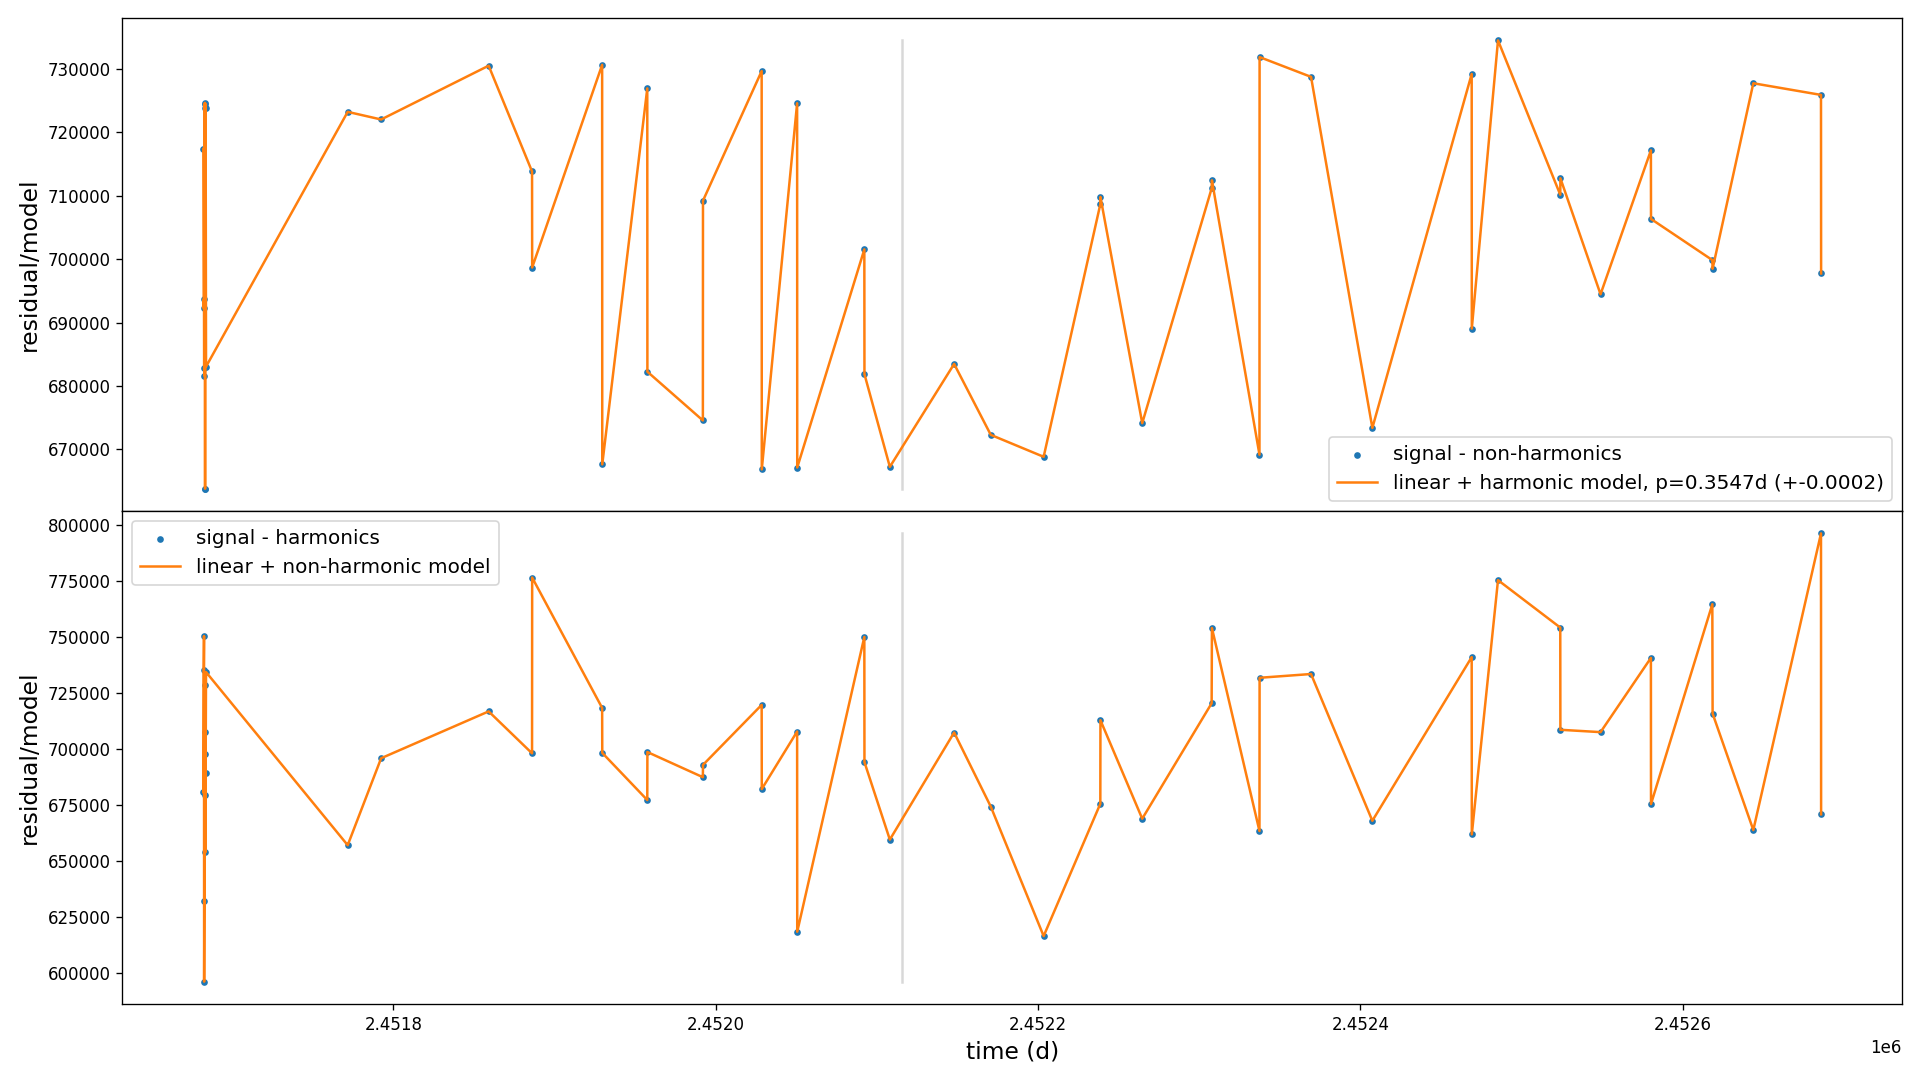 730000
720000
710000
700000
690000
680000
670000
residual/model
signal - non-harmonics
linear + harmonic model, p=0.3547d (+-0.0002)
800000
775000
750000
725000
700000
675000
650000
625000
600000
residual/model
signal - harmonics
linear + non-harmonic model
2.4518
2.4520
2.4522
2.4524
2.4526
time (d)
1e6